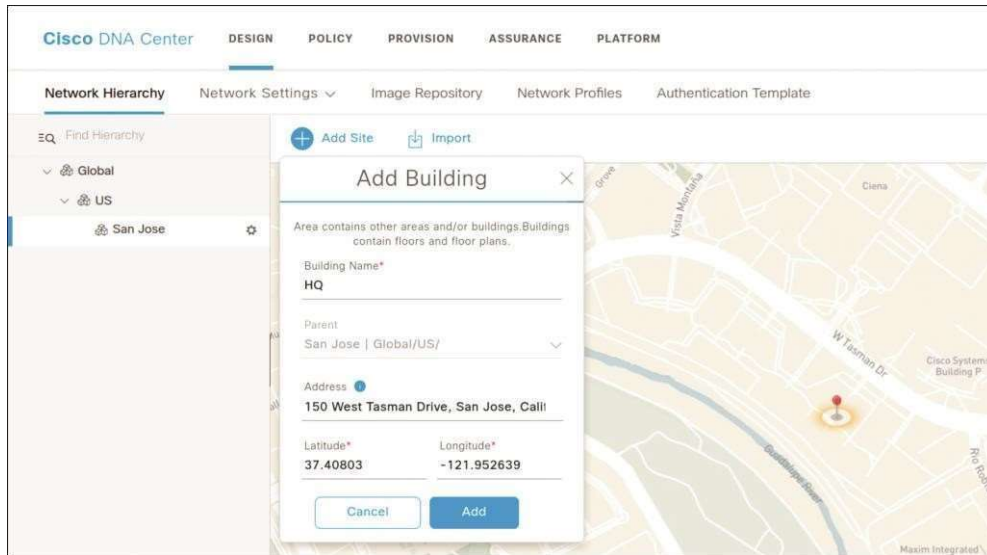 Cisco DNA Center DESIGN POLICY PROVISION ASSURANCE PLATFORM
Network Hierarchy Network Settings Image Repository Network Profiles Authentication Template
Find Hierarchy
Add Site Import
Global
US
San Jose
Add Building
Area contains other areas and/or buildings.Buildings
contain floors and floor plans.
Building Name*
HQ
Parent
San Jose | Global/US/
Address
150 West Tasman Drive, San Jose, Cali
Latitude* Longitude*
37.40803 -121.952639
Cancel Add
Grove
Vista Montaña
Ciena
W Tasman Dr
Cisco System
Building P
Guadalupe River
Rio Rob
Maxim Integrated